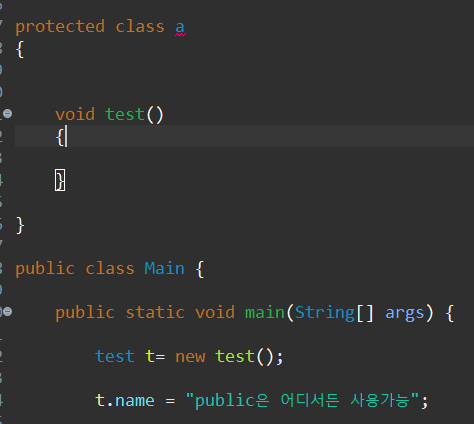 protected class a
{
void test()
{
}
}
public class Main {
public static void main(String[] args) {
test t= new test();
t.name = "public은 어디서든 사용가능";